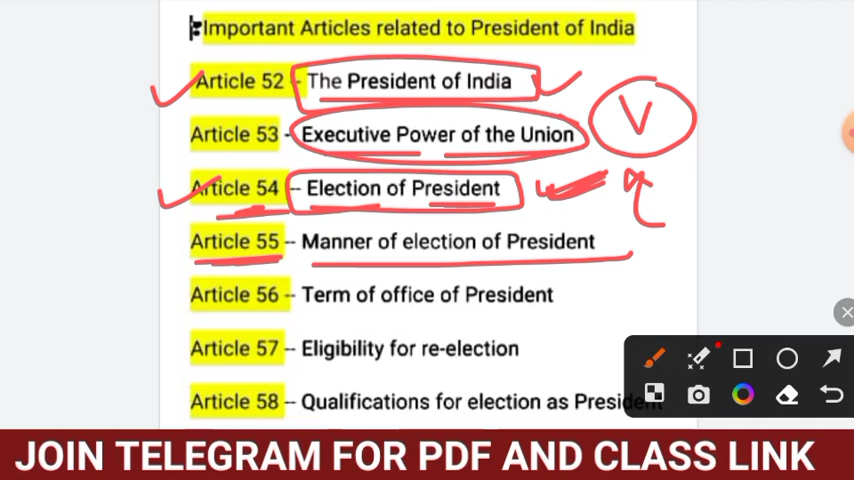 Important Articles related to President of India
Article 52 - The President of India
Article 53 - Executive Power of the Union
V
Article 54 -- Election of President
Article 55 -- Manner of election of President
Article 56 -- Term of office of President
Article 57 -- Eligibility for re-election
Article 58 -- Qualifications for election as President
JOIN TELEGRAM FOR PDF AND CLASS LINK